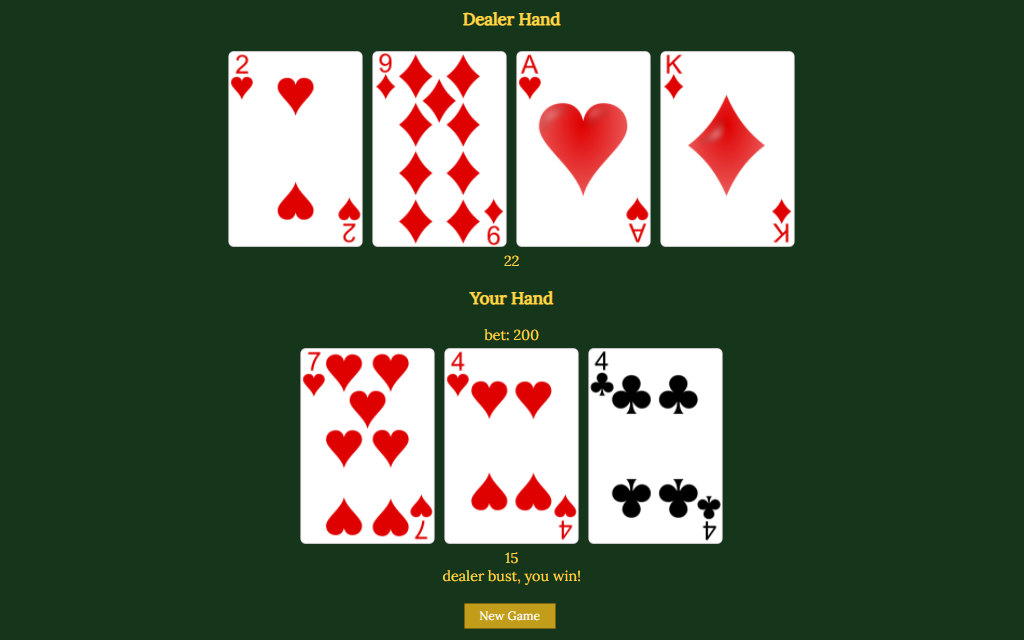 Dealer Hand
2 9 A K
2 9 A K
22
Your Hand
bet: 200
7 4 4
7 4 4
15
dealer bust, you win!
New Game